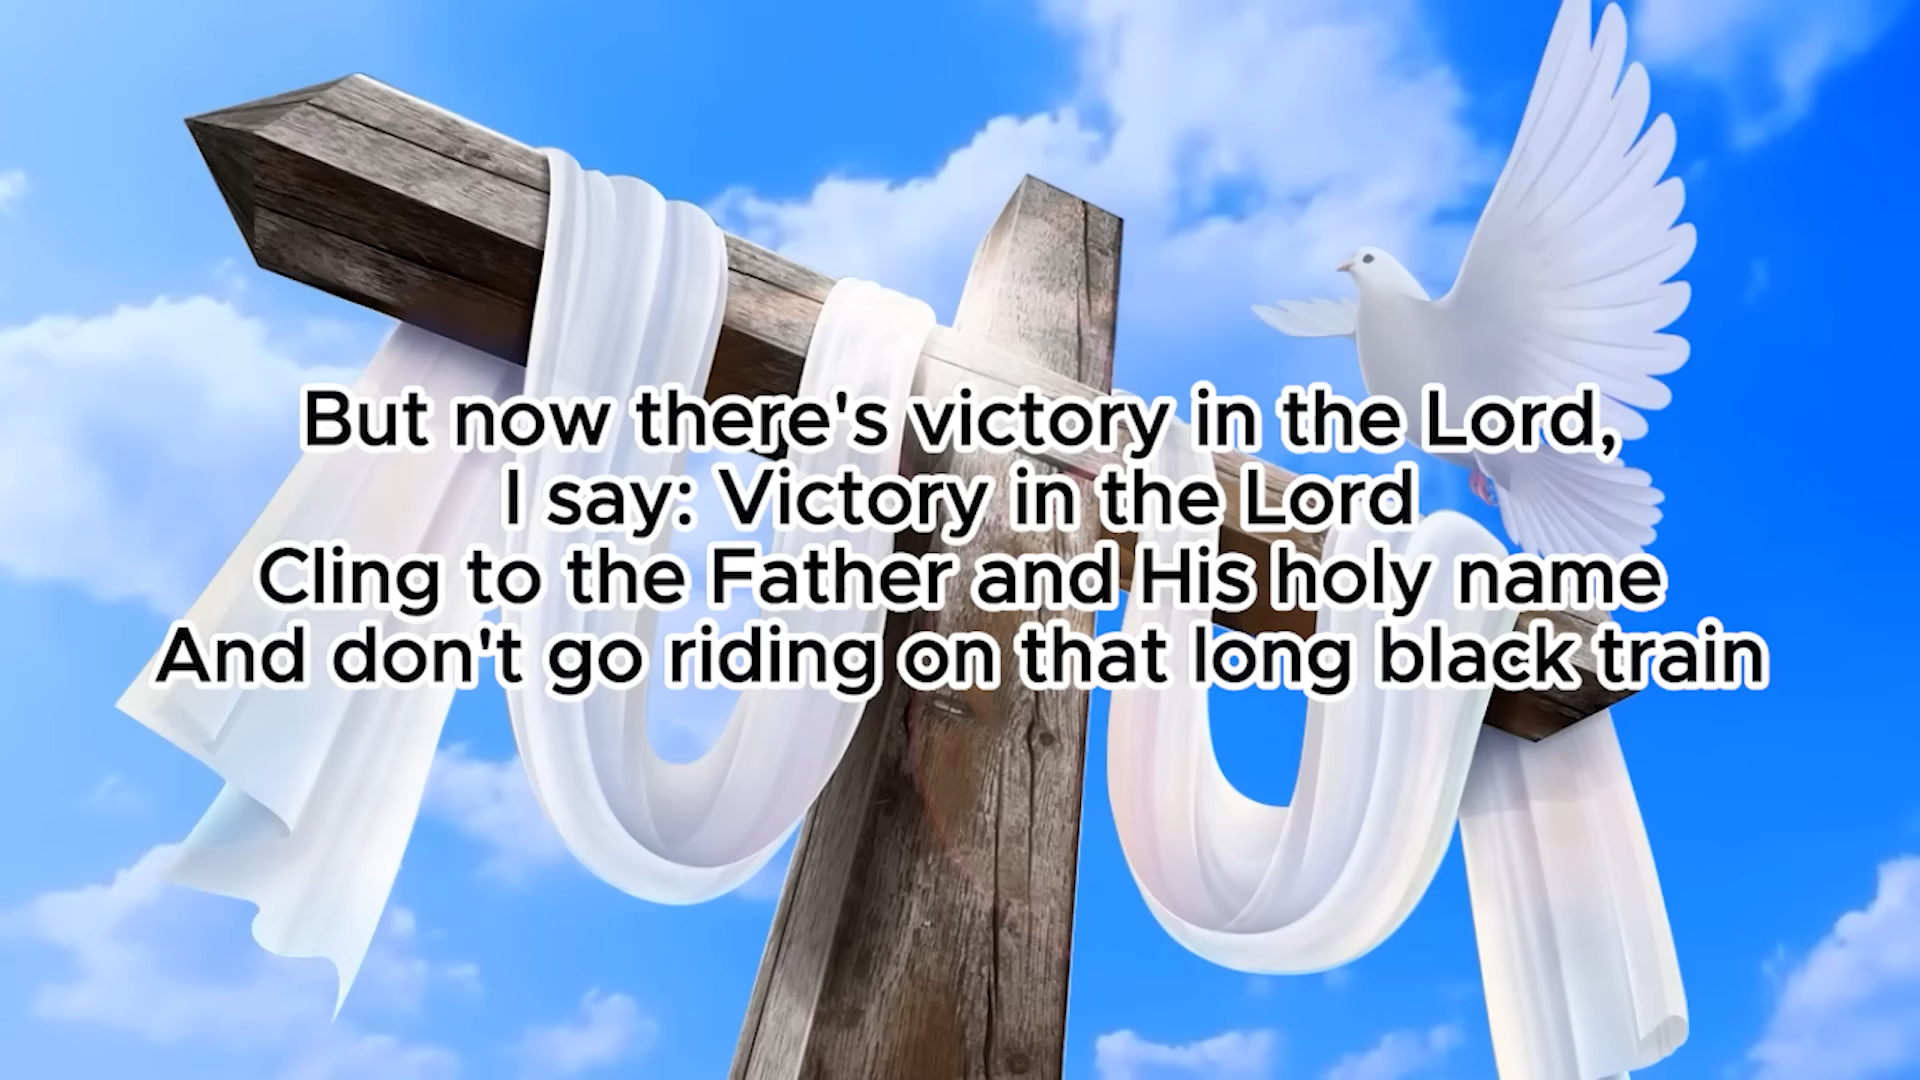 But now there's victory in the Lord,
I say: Victory in the Lord
Cling to the Father and His holy name
And don't go riding on that long black train